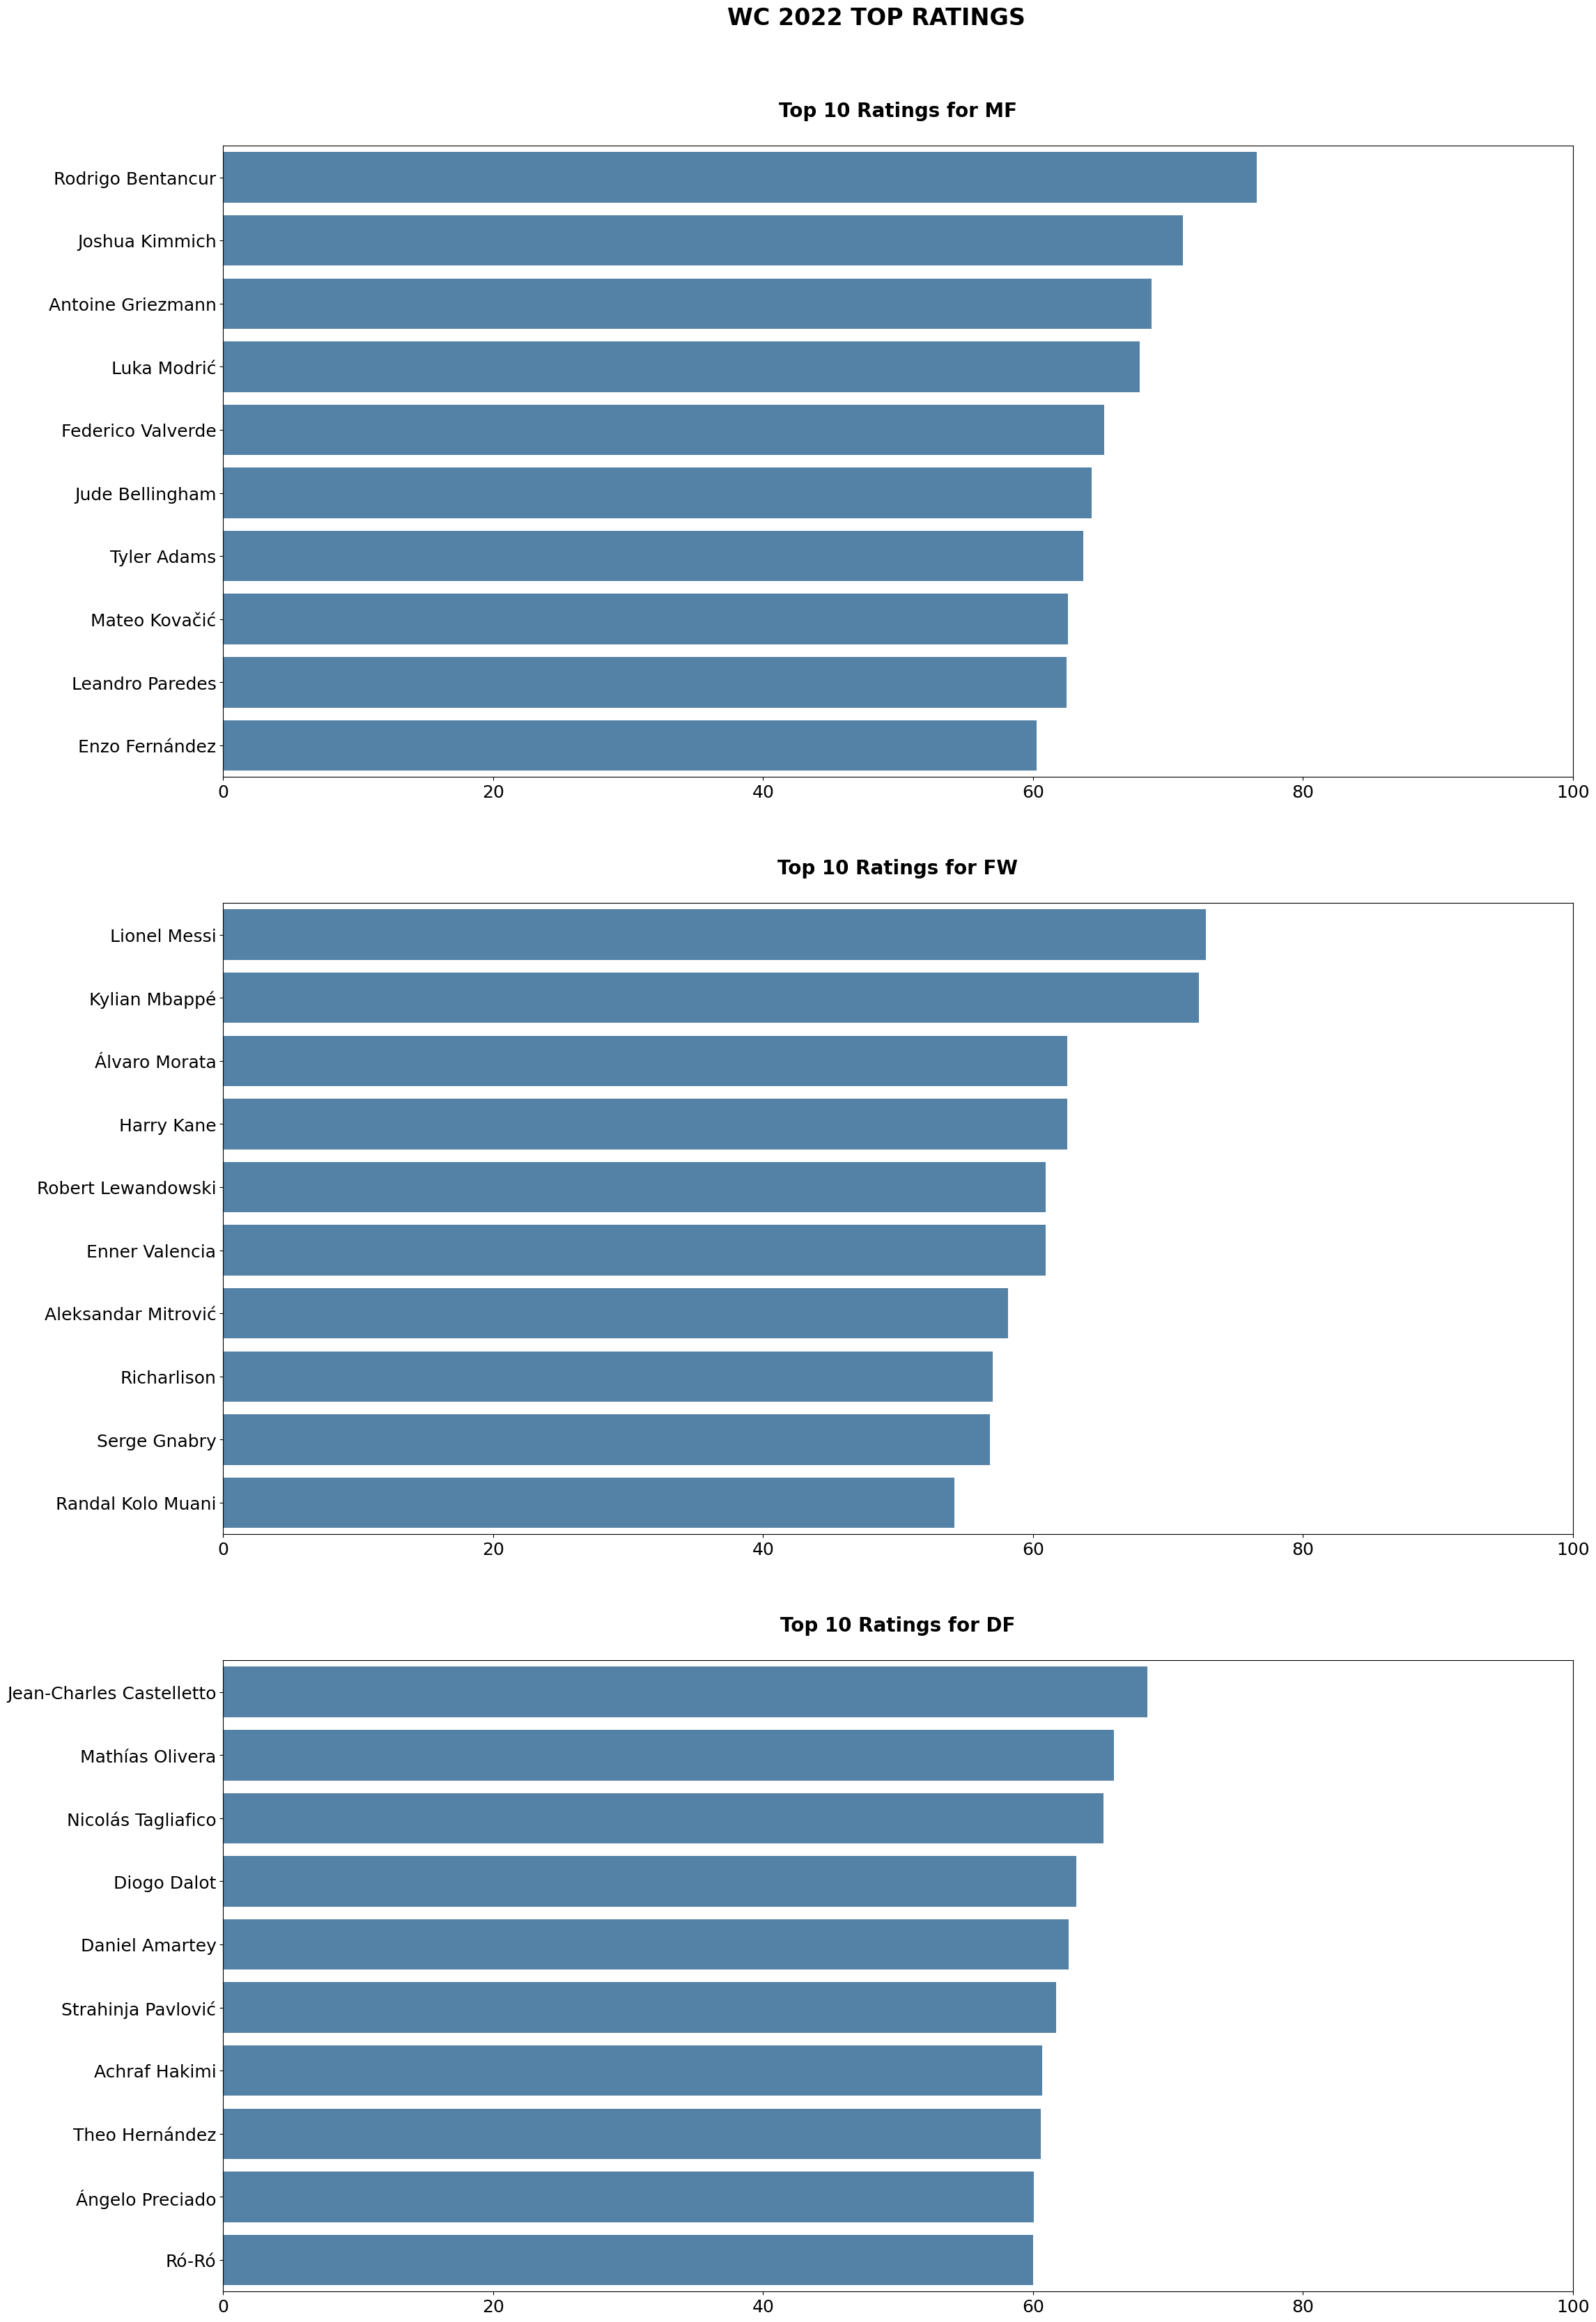 WC 2022 TOP RATINGS
Top 10 Ratings for MF
Rodrigo Bentancur
Joshua Kimmich
Antoine Griezmann
Luka Modrić
Federico Valverde
Jude Bellingham
Tyler Adams
Mateo Kovačić
Leandro Paredes
Enzo Fernández
0 20 40 60 80 100
Top 10 Ratings for FW
Lionel Messi
Kylian Mbappé
Álvaro Morata
Harry Kane
Robert Lewandowski
Enner Valencia
Aleksandar Mitrović
Richarlison
Serge Gnabry
Randal Kolo Muani
0 20 40 60 80 100
Top 10 Ratings for DF
Jean-Charles Castelletto
Mathías Olivera
Nicolás Tagliafico
Diogo Dalot
Daniel Amartey
Strahinja Pavlović
Achraf Hakimi
Theo Hernández
Ángelo Preciado
Ró-Ró
0 20 40 60 80 100